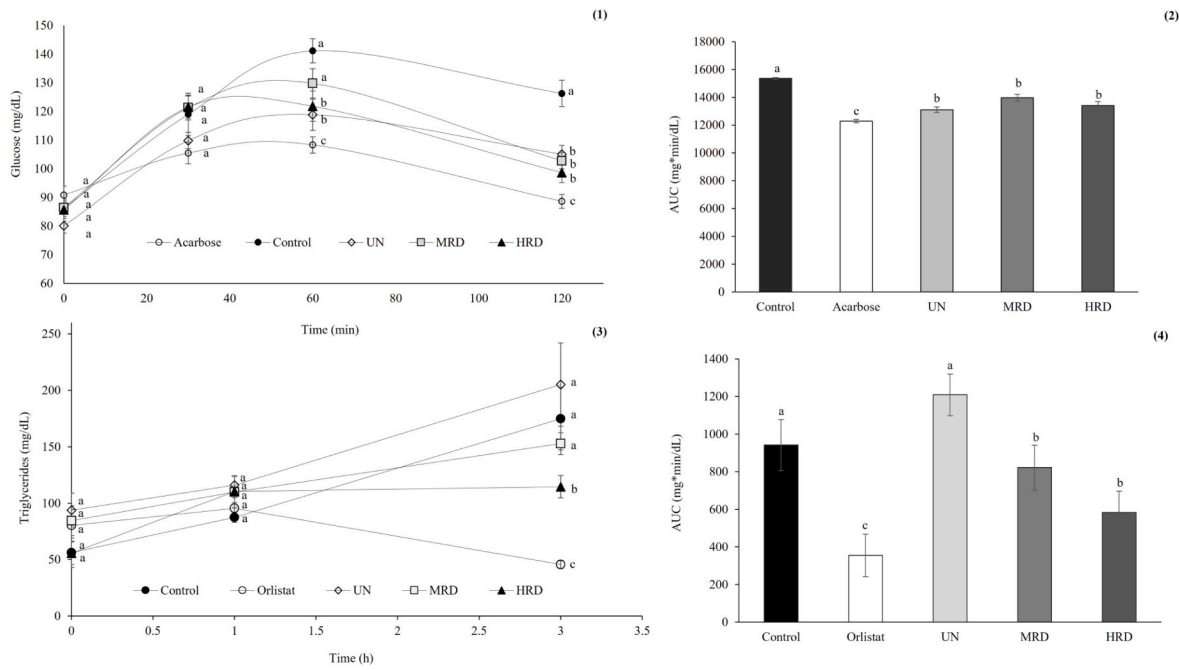 (1)
150
140
130
120
110
100
90
80
70
60
Glucose (mg/dL)
a
a
a
a
a
a
a
a
a
a
a
a
b
b
c
a
b
b
b
c
Acarbose Control UN MRD HRD
0 20 40 60 80 100 120
Time (min)
(2)
18000
16000
14000
12000
10000
8000
6000
4000
2000
0
AUC (mg*min/dL)
a
c
b
b
b
Control Acarbose UN MRD HRD
(3)
250
200
150
100
50
0
Triglycerides (mg/dL)
a
a
a
a
a
a
a
a
a
a
a
a
a
b
c
Control Orlistat UN MRD HRD
0 0.5 1 1.5 2 2.5 3 3.5
Time (h)
(4)
1400
1200
1000
800
600
400
200
0
AUC (mg*min/dL)
a
c
a
b
b
Control Orlistat UN MRD HRD